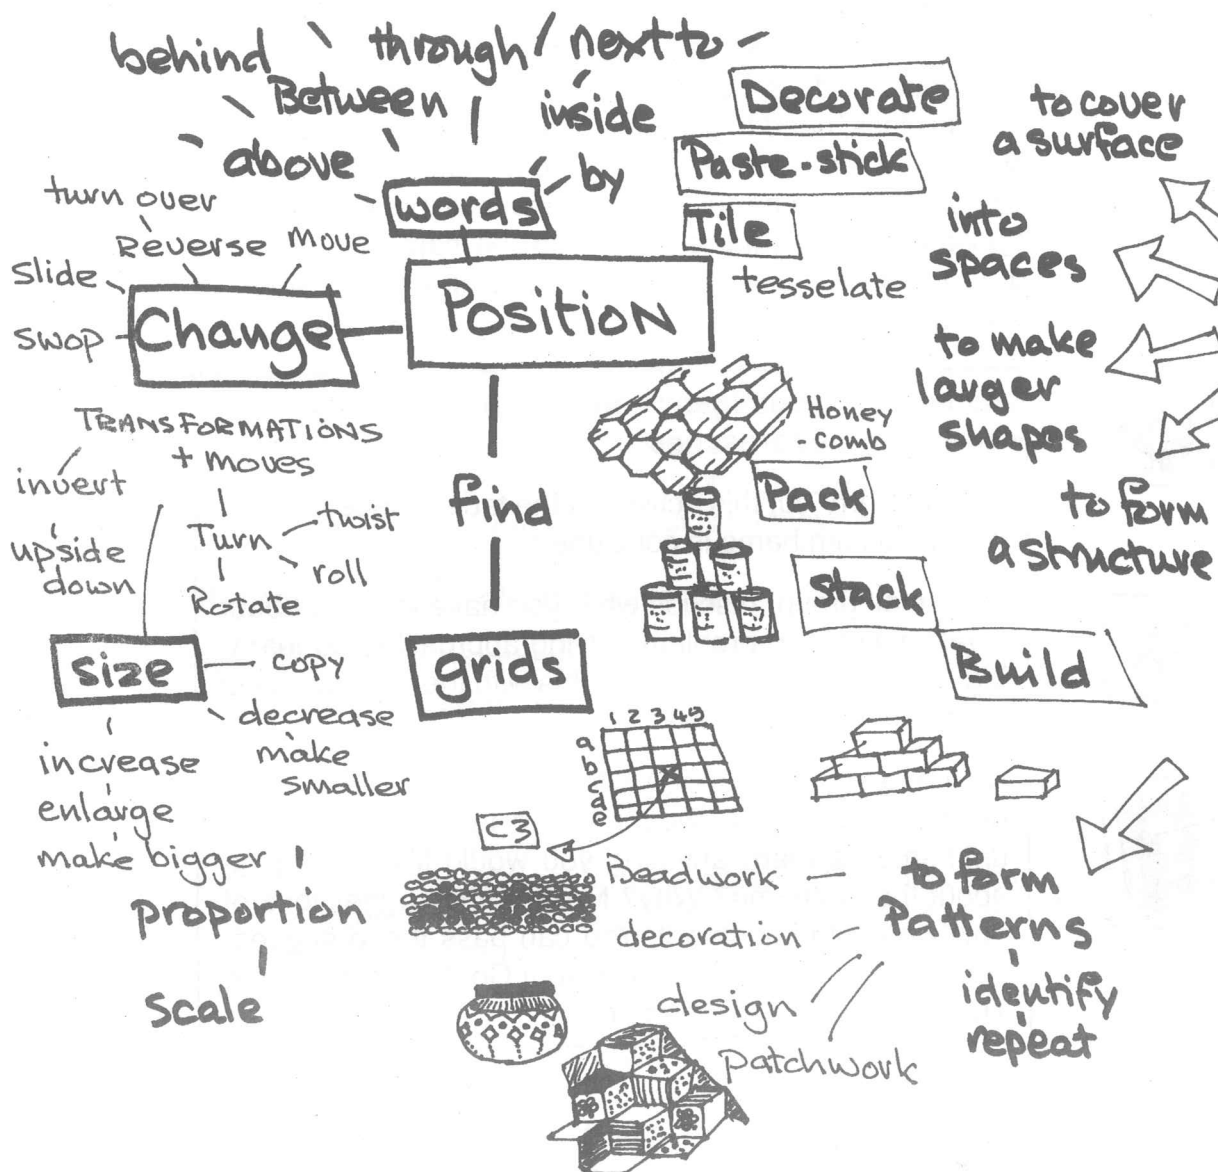 behind
through
next to
Between
inside
above
by
words
Decorate
Paste-stick
Tile
tesselate
to cover
a surface
into
spaces
to make
larger
shapes
to form
a structure
turn over
Reverse
Move
Slide
swop
Change
Position
TRANSFORMATIONS
+ moves
invert
upside
down
Turn
twist
roll
Rotate
find
grids
Honey
-comb
Pack
stack
Build
size
copy
decrease
make
smaller
increase
enlarge
make bigger
proportion
scale
1 2 3 4 5
a
b
c
d
e
C3
Beadwork
decoration
design
patchwork
to form
Patterns
identify
repeat